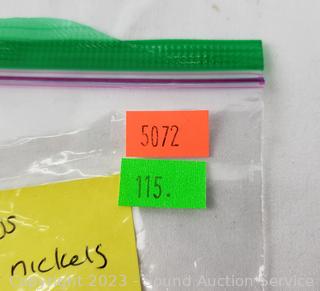 5072
115.
nickels
Copyright 2023 - Sound Auction Service